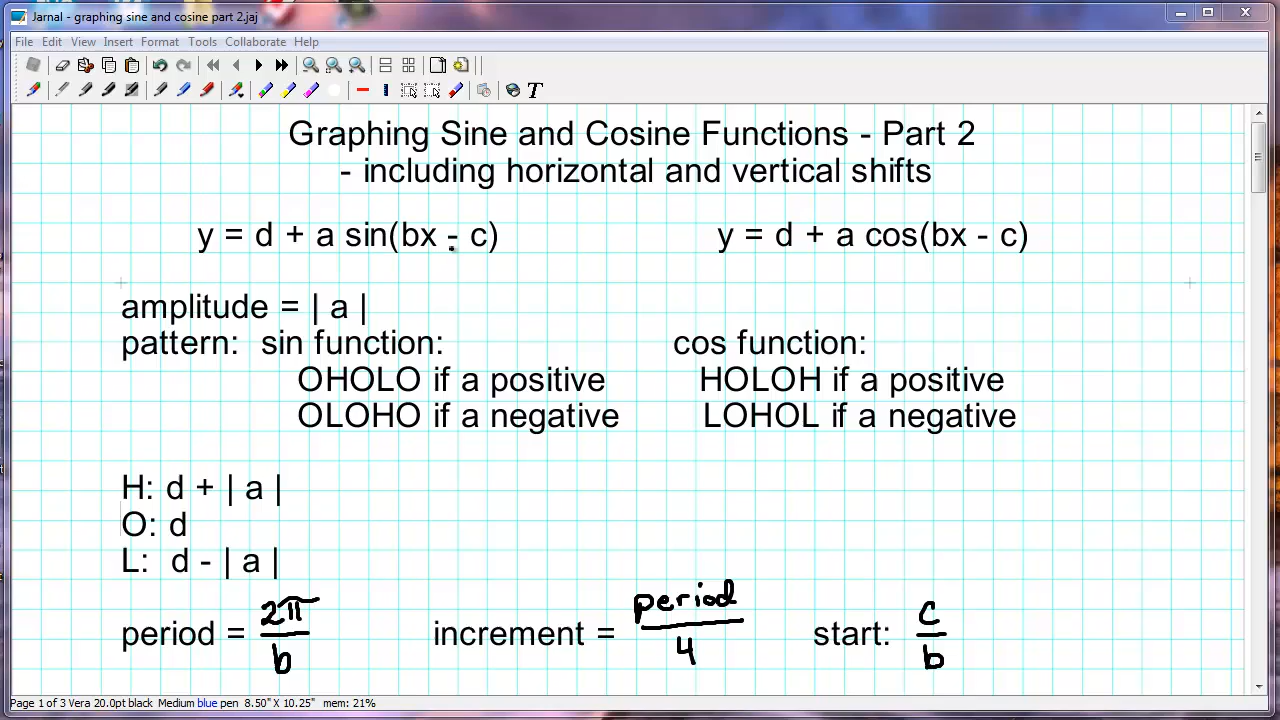 Jarnal - graphing sine and cosine part 2.jaj
File Edit View Insert Format Tools Collaborate Help
Graphing Sine and Cosine Functions - Part 2
- including horizontal and vertical shifts
y = d + a sin(bx - c) y = d + a cos(bx - c)
amplitude = | a |
pattern: sin function: cos function:
OHOLO if a positive HOLOH if a positive
OLOHO if a negative LOHOL if a negative
H: d + | a |
O: d
L: d - | a |
period = 2π/b increment = period/4 start: c/b
Page 1 of 3 Vera 20.0pt black Medium blue pen 8.50" X 10.25" mem: 21%